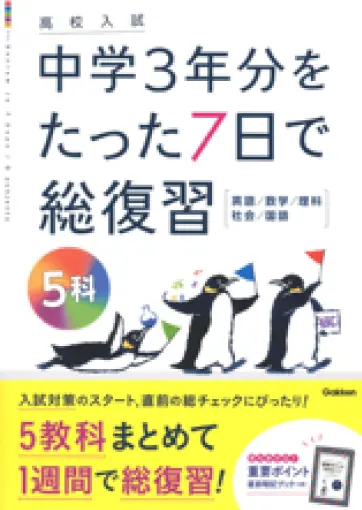 高校入試
中学3年分を
たった7日で
総復習
[英語/数学/理科
社会/国語]
5科
Gakken
入試対策のスタート、直前の総チェックにぴったり!
5教科まとめて
1週間で総復習!
重要ポイント